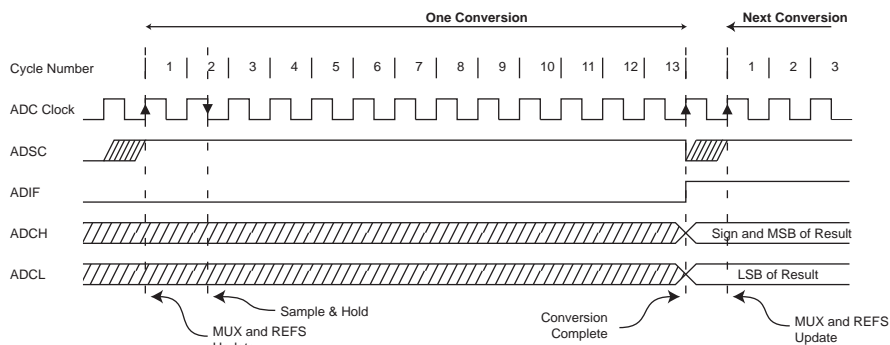 One Conversion
Next Conversion
Cycle Number
1 2 3 4 5 6 7 8 9 10 11 12 13 1 2 3
ADC Clock
ADSC
ADIF
ADCH
Sign and MSB of Result
ADCL
LSB of Result
Sample & Hold
MUX and REFS
Conversion
Complete
MUX and REFS
Update